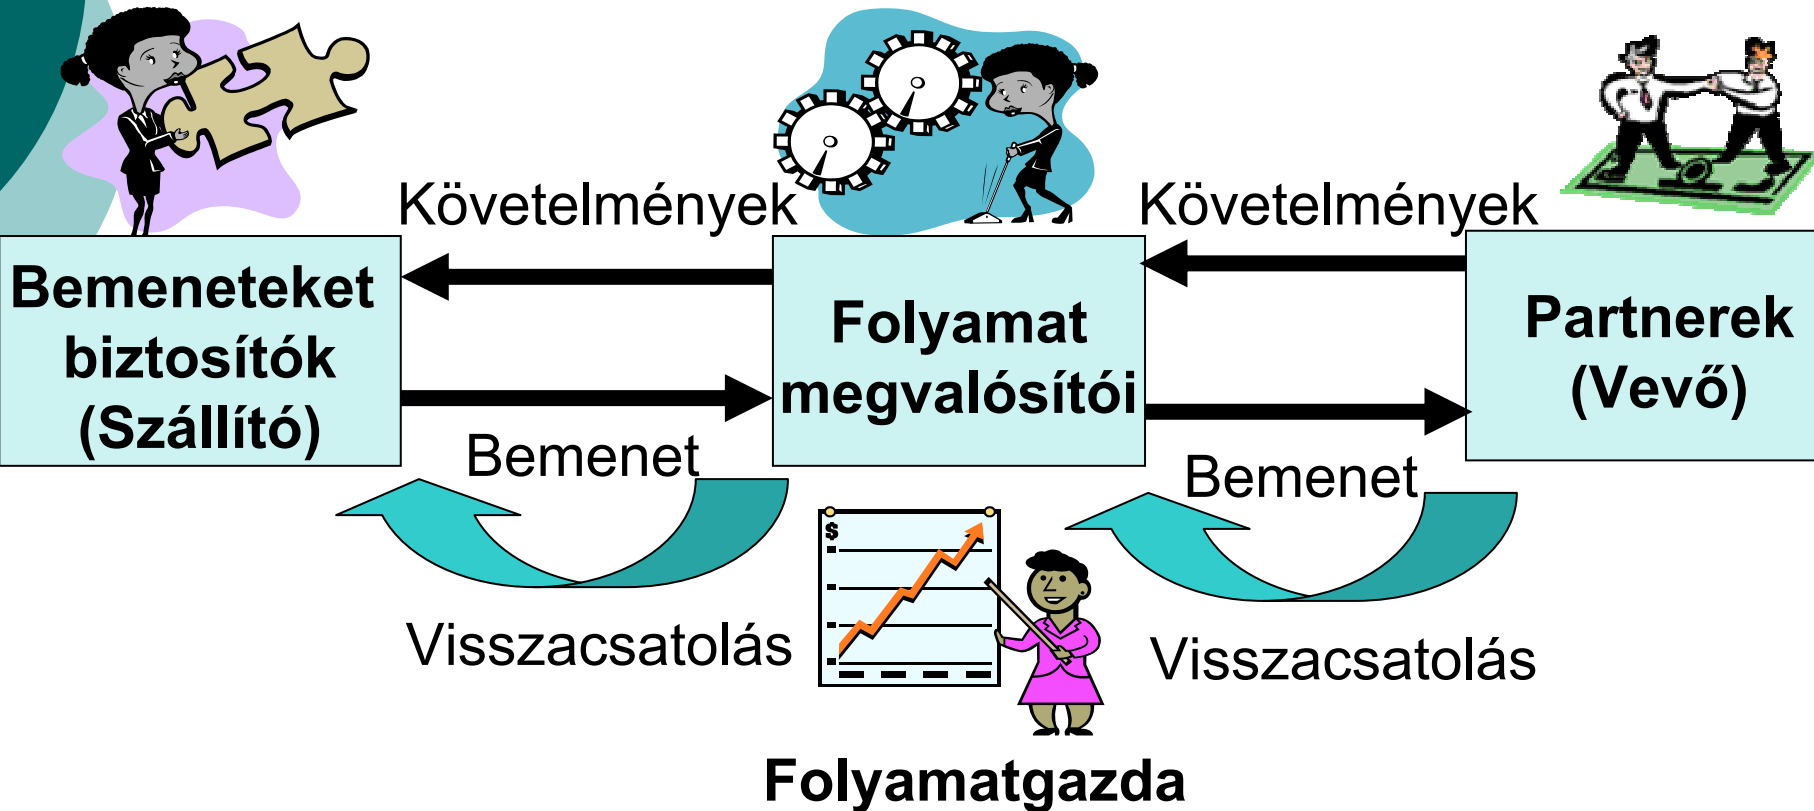 Követelmények
Követelmények
Bemeneteket
biztosítók
(Szállító)
Folyamat
megvalósítói
Partnerek
(Vevő)
Bemenet
Bemenet
$
Visszacsatolás
Visszacsatolás
Folyamatgazda